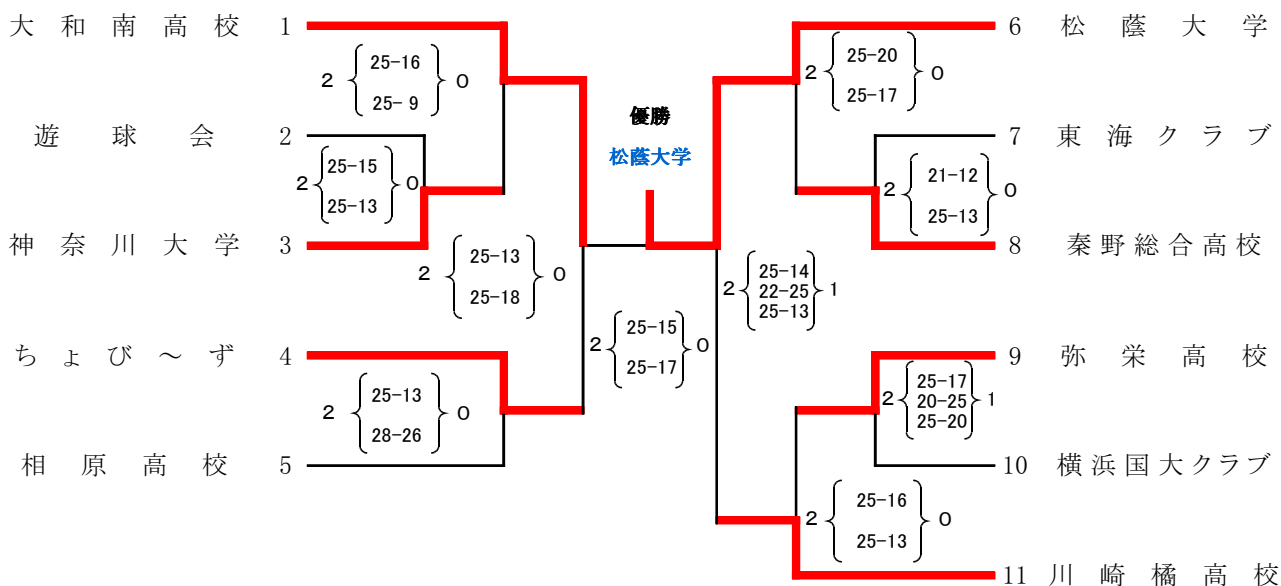 大和南高校 1
2 25-16 0
25- 9
遊球会 2
2 25-15 0
25-13
神奈川大学 3
2 25-13 0
25-18
ちょび～ず 4
2 25-13 0
28-26
相原高校 5
優勝
松蔭大学
2 25-15 0
25-17
6 松蔭大学
2 25-20 0
25-17
7 東海クラブ
2 21-12 0
25-13
8 秦野総合高校
2 25-14 1
22-25
25-13
9 弥栄高校
2 25-17 1
20-25
25-20
10 横浜国大クラブ
2 25-16 0
25-13
11 川崎橘高校